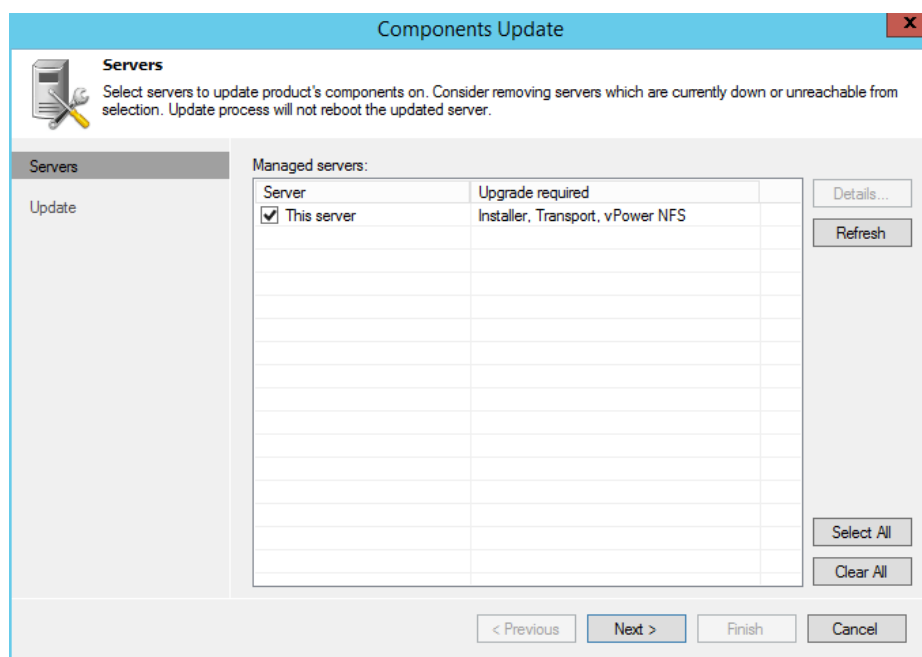 Components Update
x
Servers
Select servers to update product's components on. Consider removing servers which are currently down or unreachable from
selection. Update process will not reboot the updated server.
Servers
Update
Managed servers:
Server Upgrade required
This server Installer, Transport, vPower NFS
Details...
Refresh
Select All
Clear All
< Previous Next > Finish Cancel